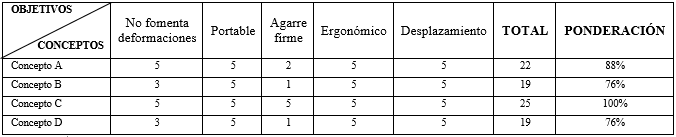 OBJETIVOS
CONCEPTOS
No fomenta deformaciones
Portable
Agarre firme
Ergonómico
Desplazamiento
TOTAL
PONDERACIÓN
Concepto A 5 5 2 5 5 22 88%
Concepto B 3 5 1 5 5 19 76%
Concepto C 5 5 5 5 5 25 100%
Concepto D 3 5 1 5 5 19 76%